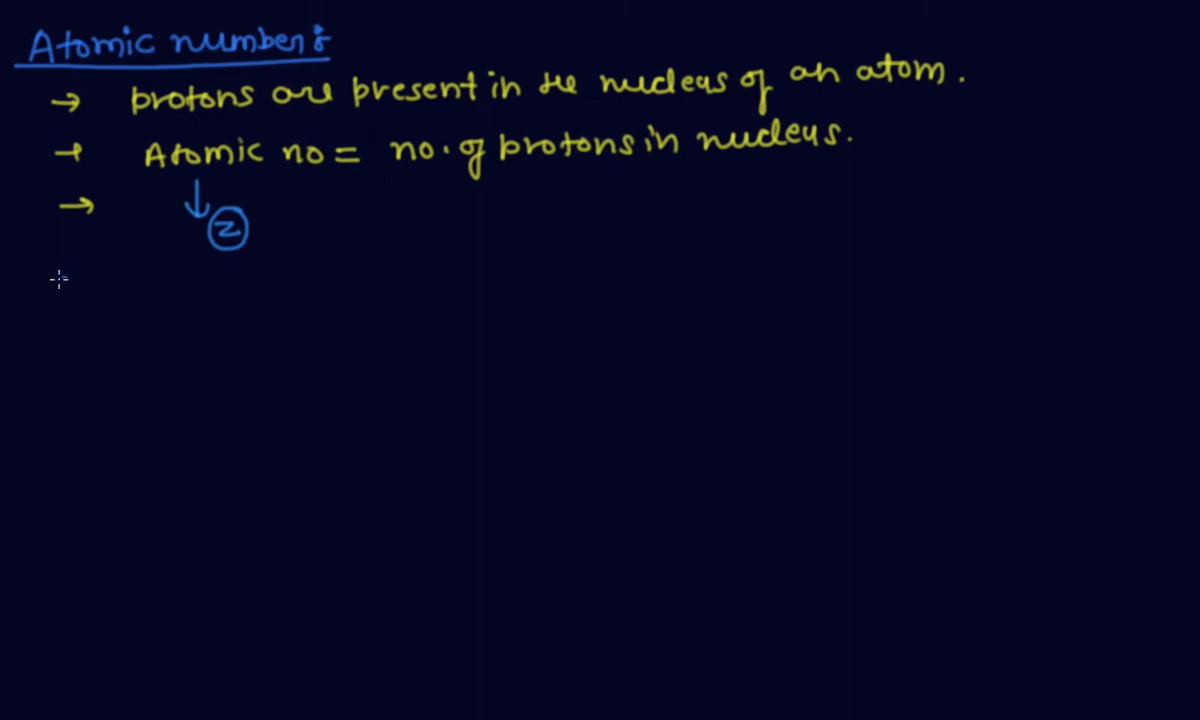 Atomic number:
→ protons are present in the nucleus of an atom.
→ Atomic no = no. of protons in nucleus.
→ ↓ Z